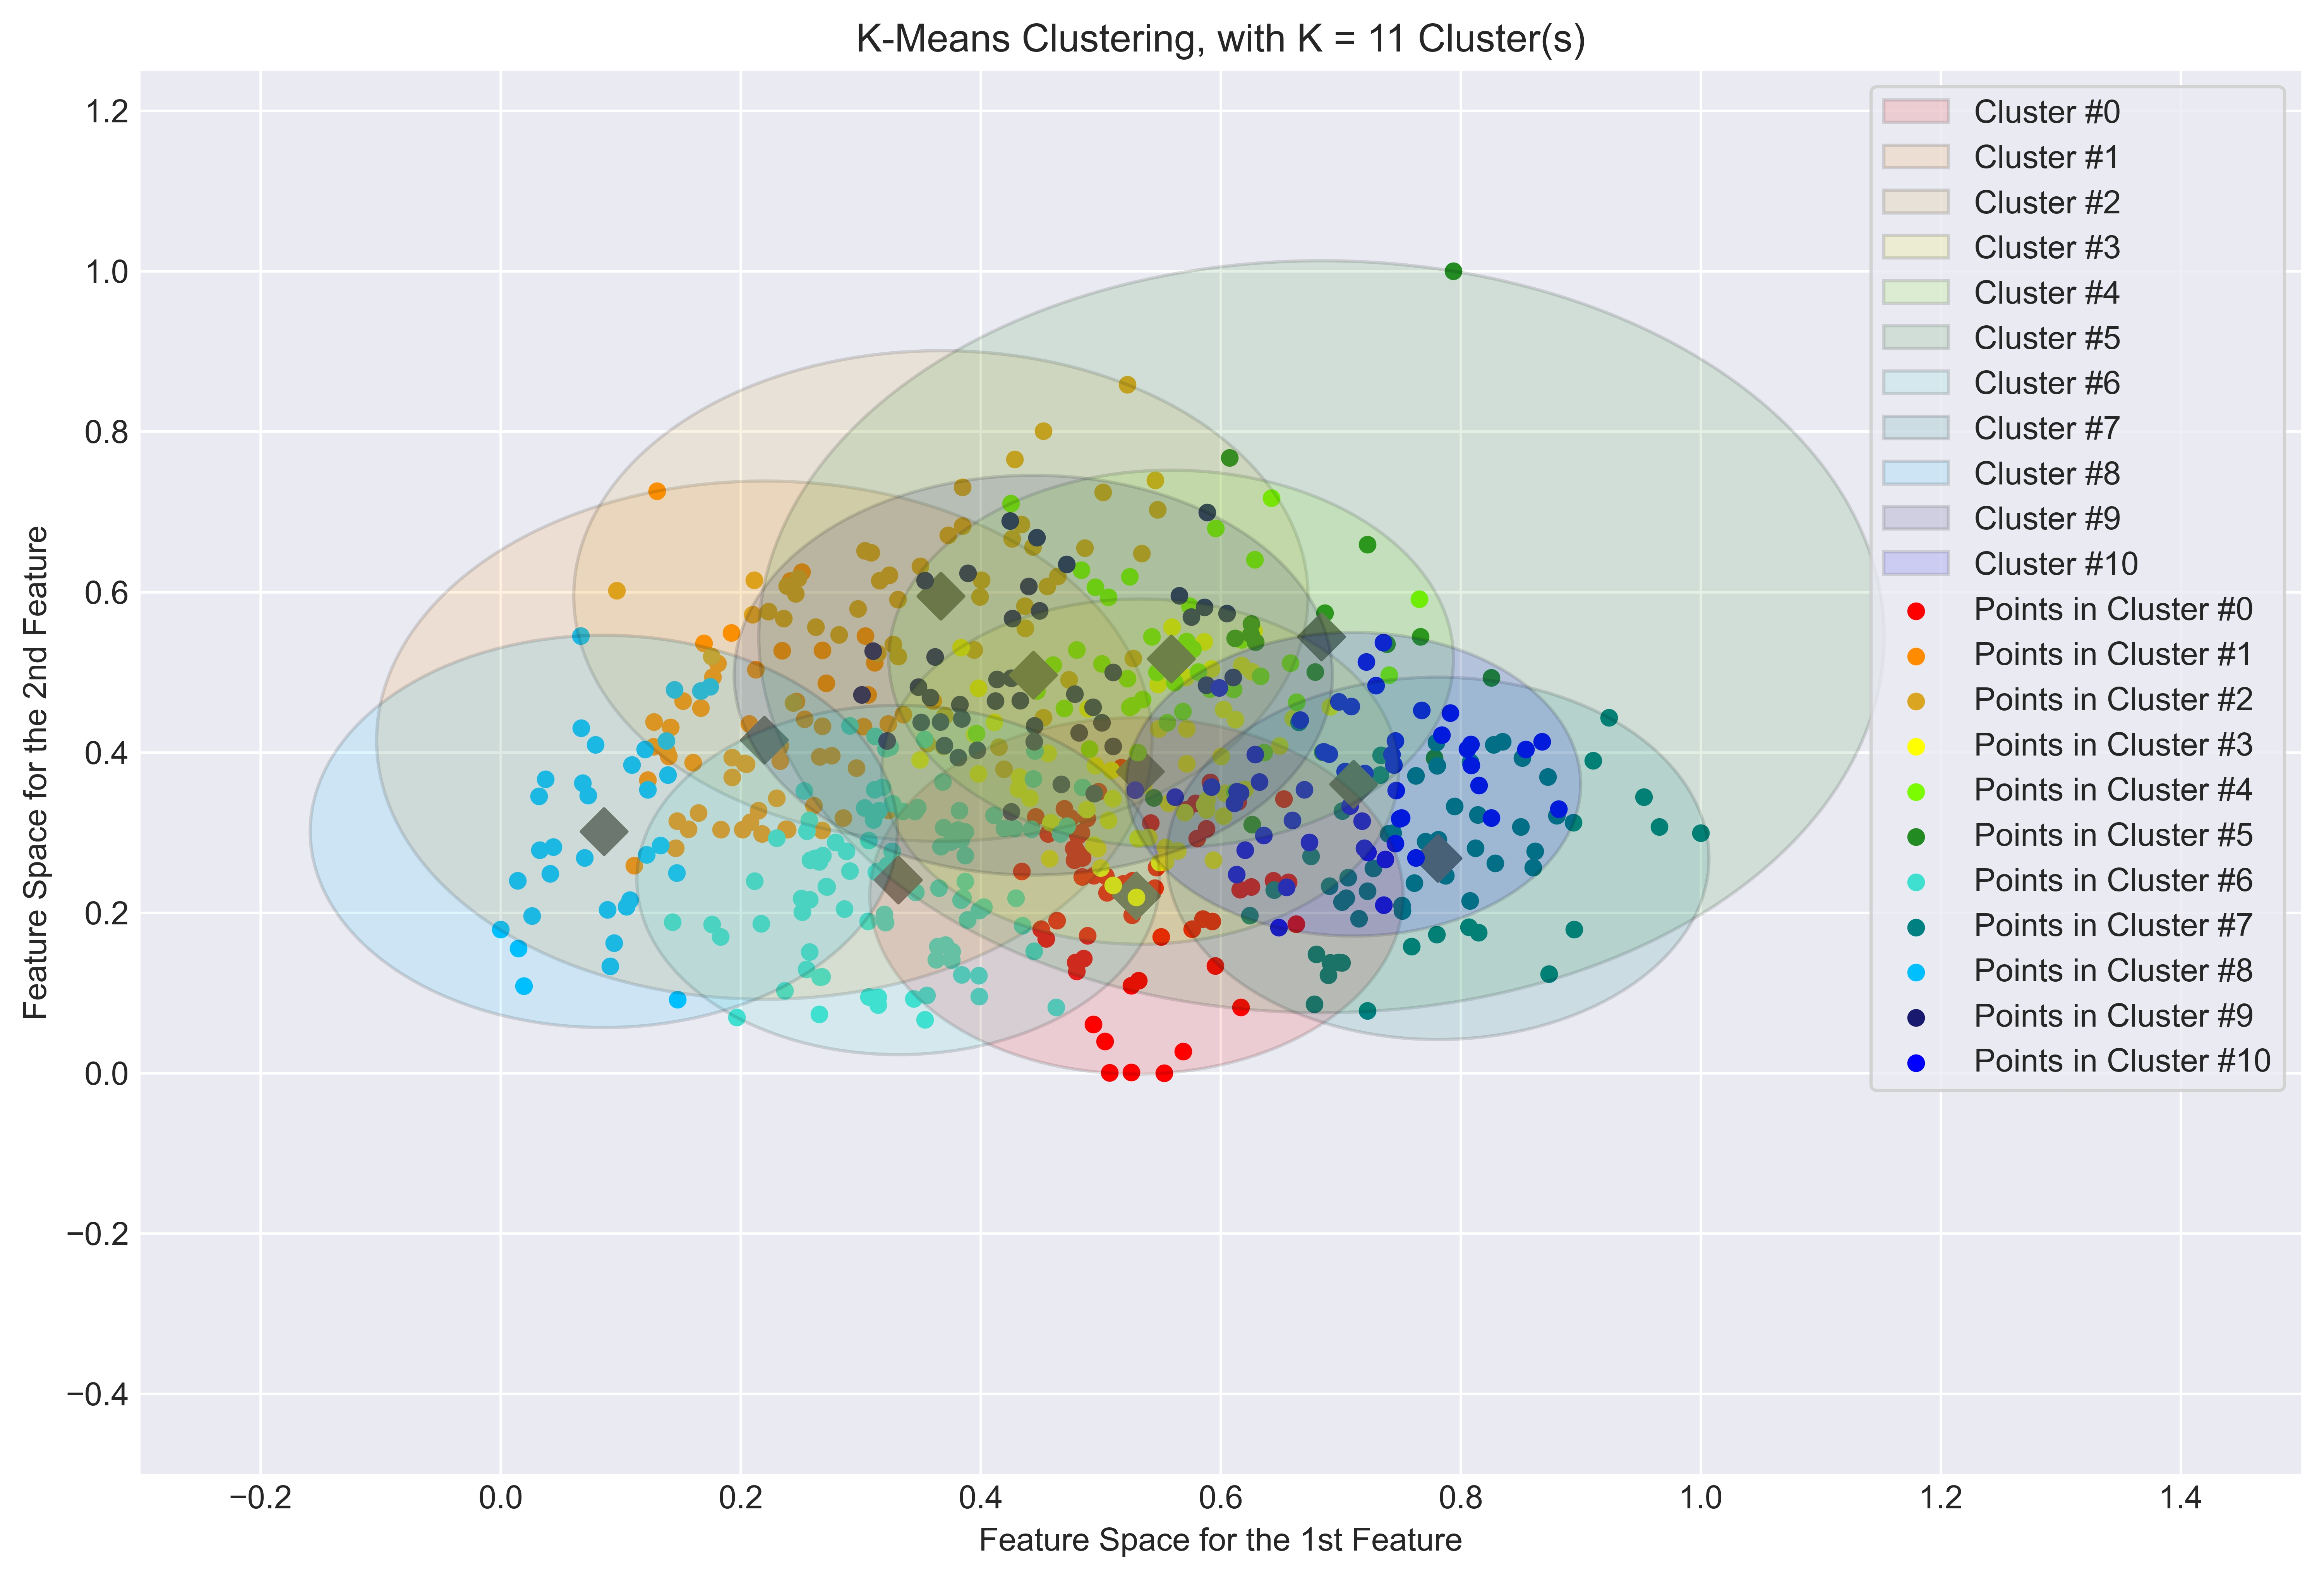 K-Means Clustering, with K = 11 Cluster(s)
1.2
1.0
0.8
0.6
0.4
0.2
0.0
−0.2
−0.4
Feature Space for the 2nd Feature
−0.2
0.0
0.2
0.4
0.6
0.8
1.0
1.2
1.4
Feature Space for the 1st Feature
Cluster #0
Cluster #1
Cluster #2
Cluster #3
Cluster #4
Cluster #5
Cluster #6
Cluster #7
Cluster #8
Cluster #9
Cluster #10
Points in Cluster #0
Points in Cluster #1
Points in Cluster #2
Points in Cluster #3
Points in Cluster #4
Points in Cluster #5
Points in Cluster #6
Points in Cluster #7
Points in Cluster #8
Points in Cluster #9
Points in Cluster #10